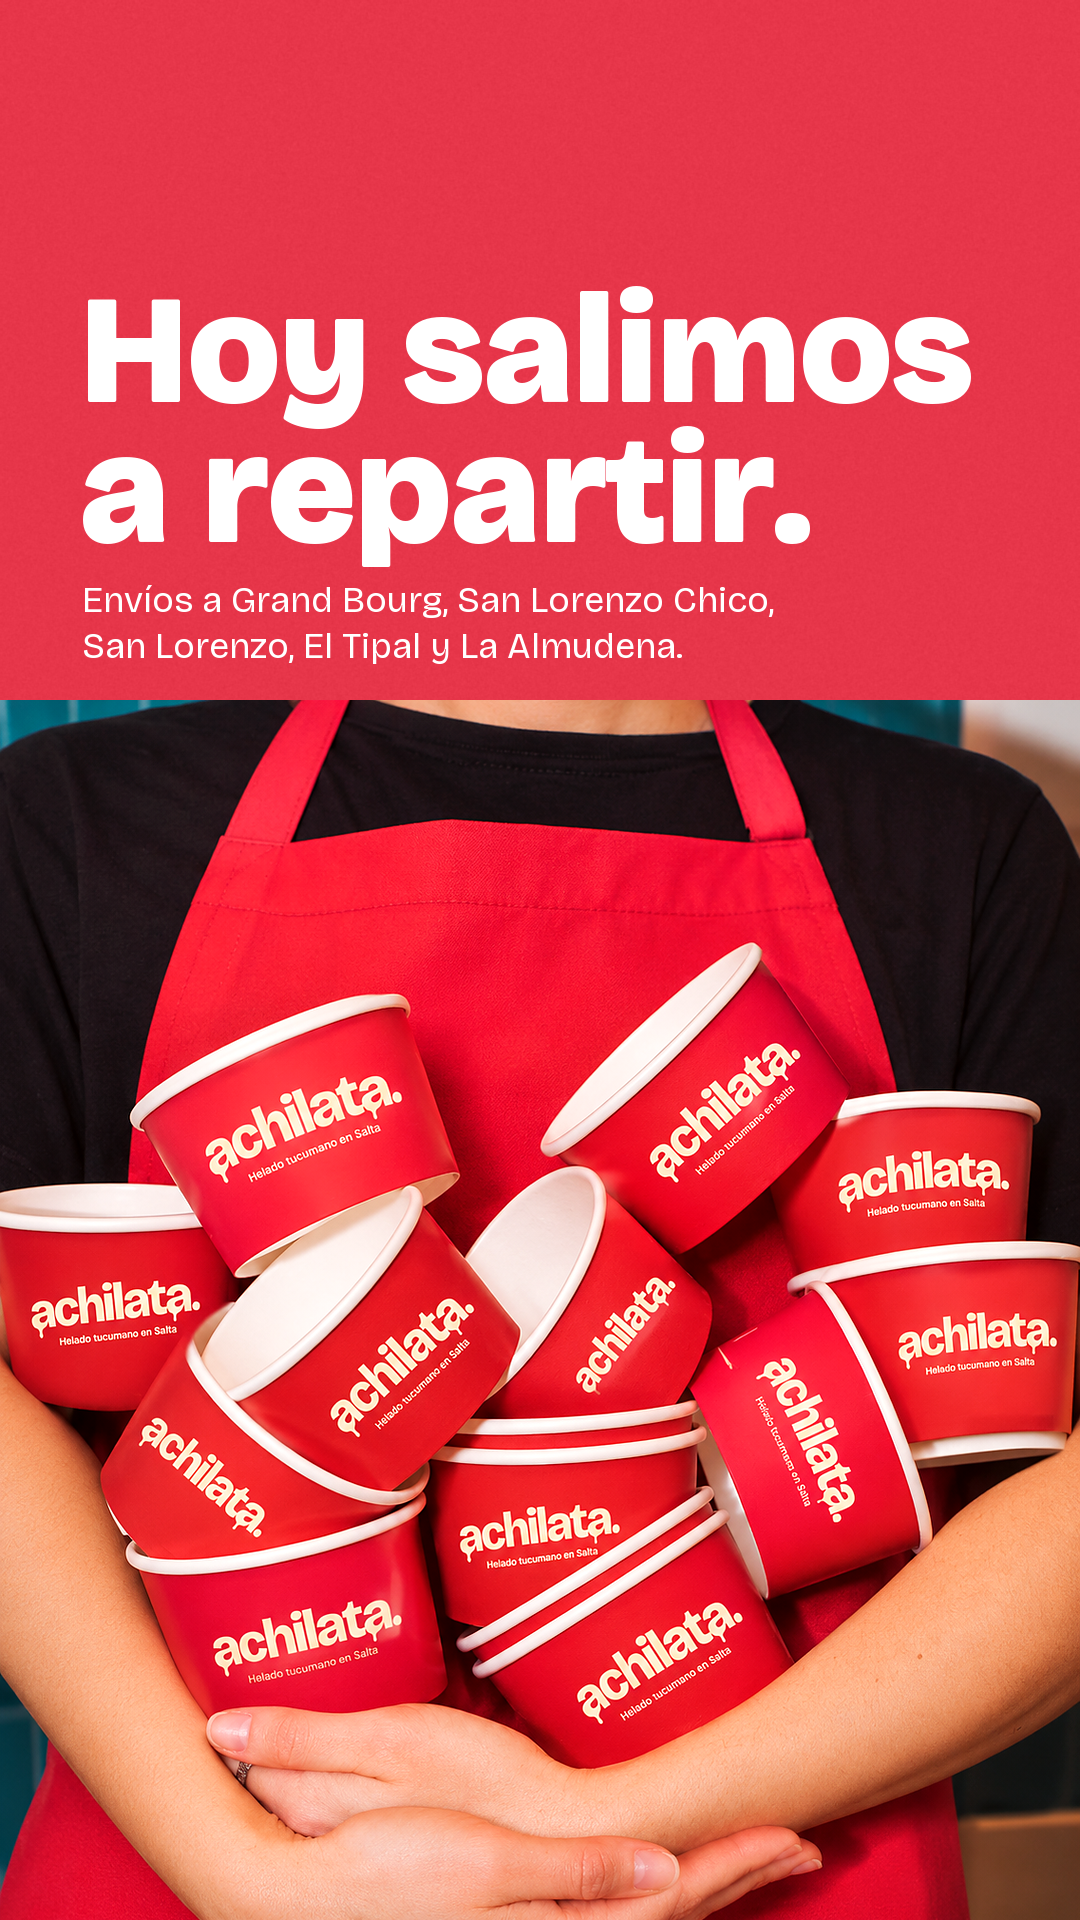 Hoy salimos
a repartir.
Envíos a Grand Bourg, San Lorenzo Chico,
San Lorenzo, El Tipal y La Almudena.
achilata.
Helado tucumano en Salta
achilata.
Helado tucumano en Salta
achilata.
Helado tucumano en Salta
achilata.
Helado tucumano en Salta
achilata.
Helado tucumano en Salta
achilata.
achilata.
Helado tucumano en Salta
achilata.
Helado tucumano en Salta
achilata.
achilata.
Helado tucumano en Salta
achilata.
Helado tucumano en Salta
achilata.
Helado tucumano en Salta